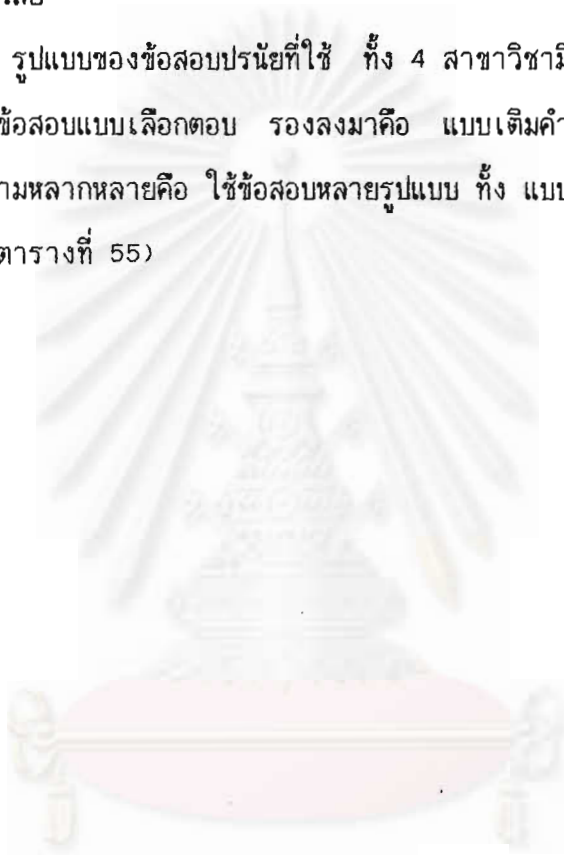 รูปแบบของข้อสอบปรนัยที่ใช้ ทั้ง 4 สาขาวิชามี
ข้อสอบแบบเลือกตอบ รองลงมาคือ แบบเติมคำ
ามหลากหลายคือ ใช้ข้อสอบหลายรูปแบบ ทั้ง แบบ
ตารางที่ 55)